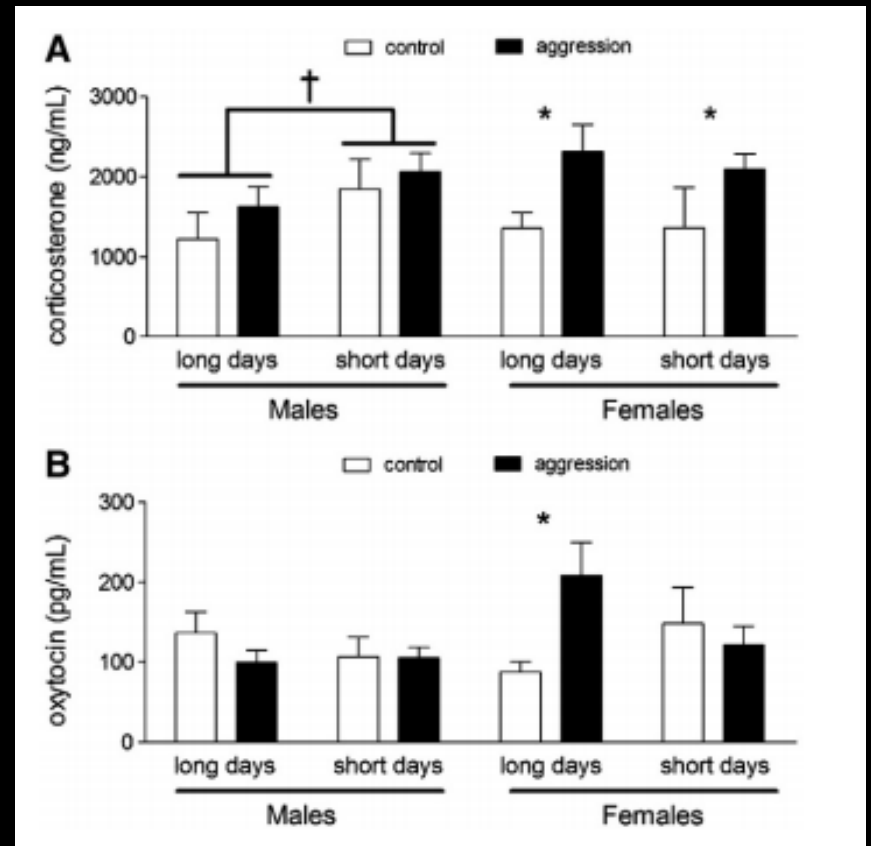 A
control
aggression
†
3000
*
*
2000
1000
0
corticosterone (ng/mL)
long days
short days
long days
short days
Males
Females
B
control
aggression
300
*
200
100
0
oxytocin (pg/mL)
long days
short days
long days
short days
Males
Females